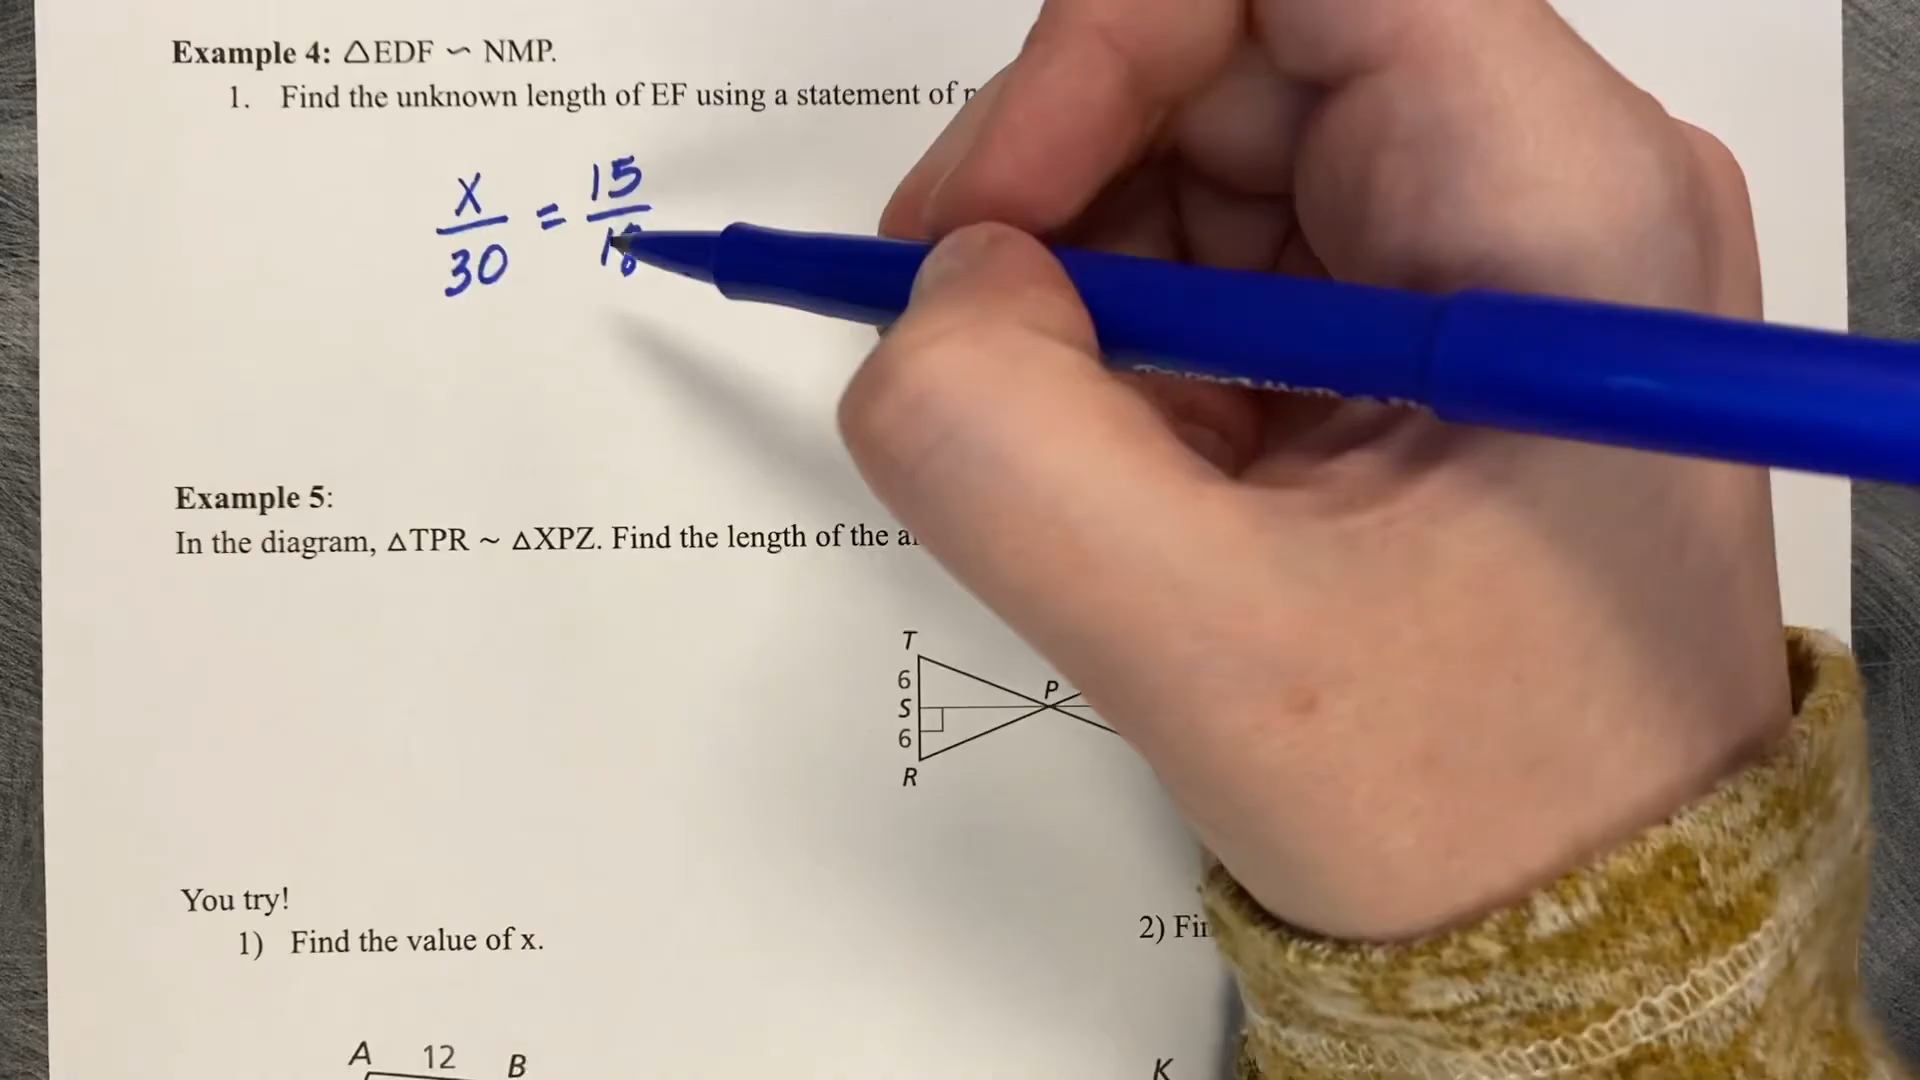 Example 4: △EDF ∽ NMP.
1. Find the unknown length of EF using a statement of
x/30 = 15/18
Example 5:
In the diagram, △TPR ~ △XPZ. Find the length of the
T
6
P
S
6
R
You try!
1) Find the value of x.
2)
A 12 B
K